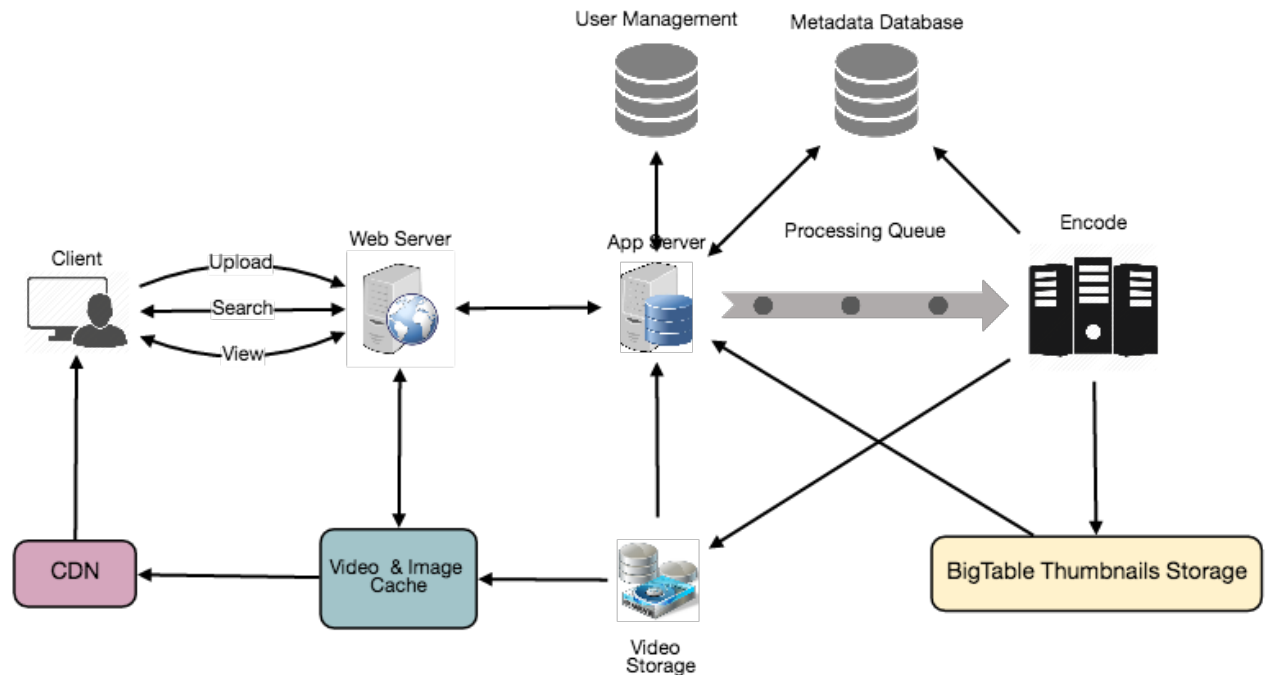 User Management
Metadata Database
Processing Queue
Encode
Web Server
App Server
Client
Upload
Search
View
CDN
Video & Image
Cache
BigTable Thumbnails Storage
Video
Storage